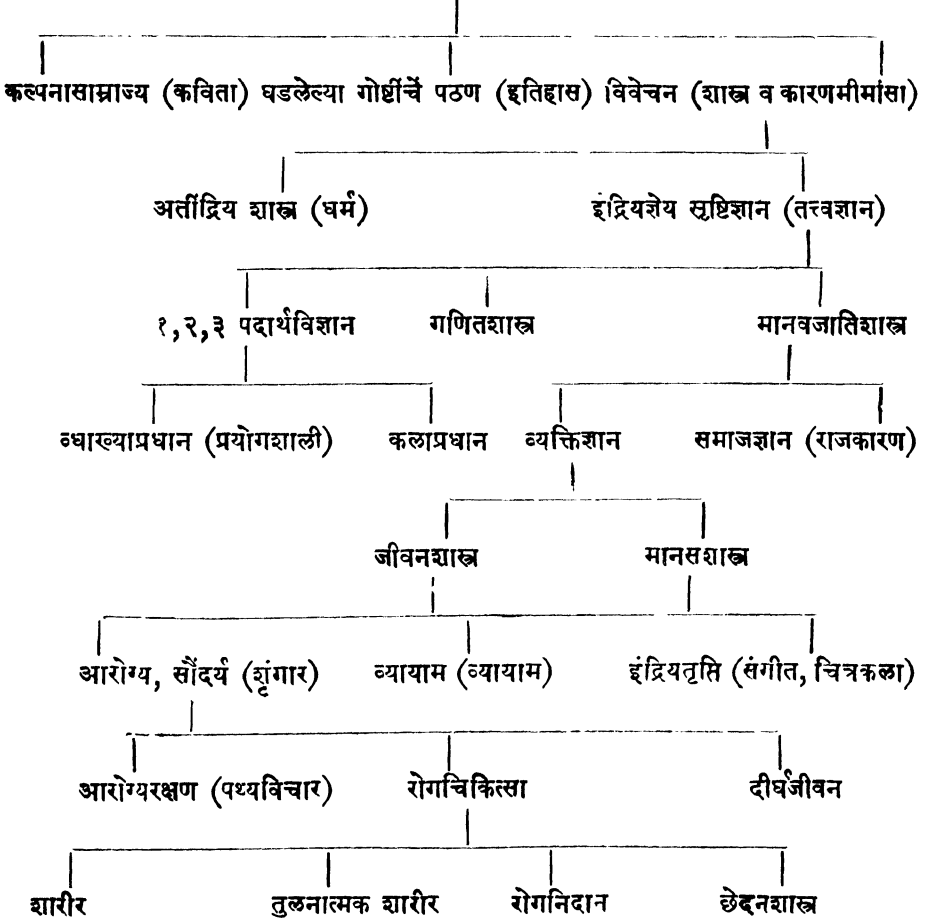 कल्पनासाम्राज्य (कविता) घडलेल्या गोष्टींचें पठण (इतिहास) विवेचन (शास्त्र व कारणमीमांसा)
अतींद्रिय शास्त्र (धर्म) इंद्रियज्ञेय सृष्टिज्ञान (तत्त्वज्ञान)
१,२,३ पदार्थविज्ञान गणितशास्त्र मानवजातिशास्त्र
व्याख्याप्रधान (प्रयोगशाली) कलाप्रधान व्यक्तिज्ञान समाजज्ञान (राजकारण)
जीवनशास्त्र मानसशास्त्र
आरोग्य, सौंदर्य (शृंगार) व्यायाम (व्यायाम) इंद्रियतृप्ति (संगीत, चित्रकला)
आरोग्यरक्षण (पथ्यविचार) रोगचिकित्सा दीर्घजीवन
शारीर तुलनात्मक शारीर रोगनिदान छेदनशास्त्र